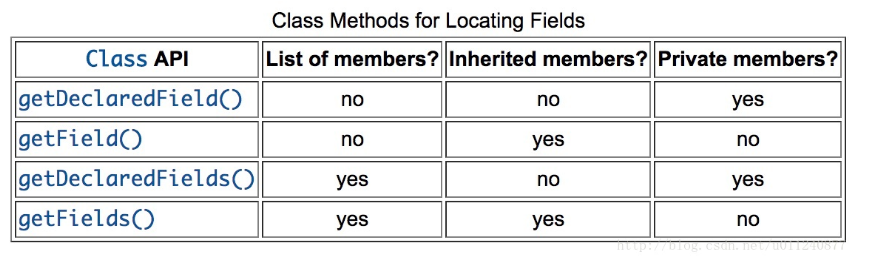 Class Methods for Locating Fields
Class API List of members? Inherited members? Private members?
getDeclaredField() no no yes
getField() no yes no
getDeclaredFields() yes no yes
getFields() yes yes no
http://blog.csdn.net/u011240877